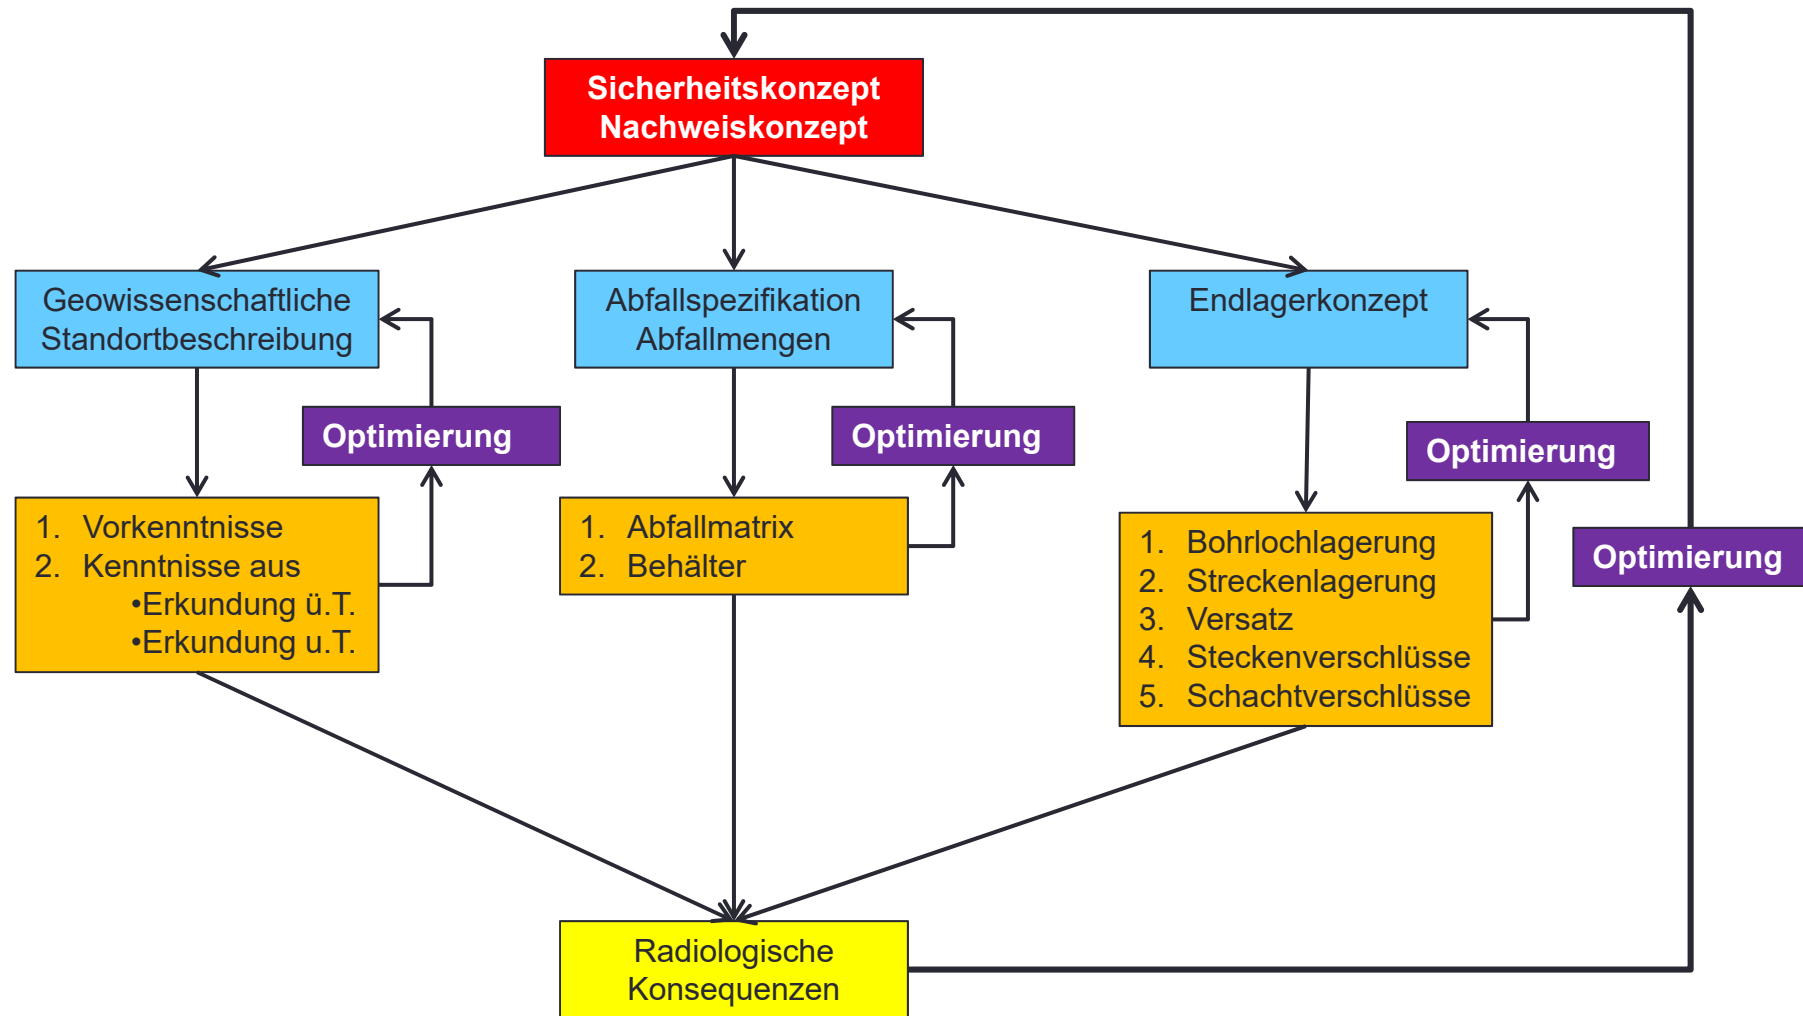 Sicherheitskonzept
Nachweiskonzept
Geowissenschaftliche
Standortbeschreibung
Abfallspezifikation
Abfallmengen
Endlagerkonzept
Optimierung
Optimierung
Optimierung
1. Vorkenntnisse
2. Kenntnisse aus
•Erkundung ü.T.
•Erkundung u.T.
1. Abfallmatrix
2. Behälter
1. Bohrlochlagerung
2. Streckenlagerung
3. Versatz
4. Steckenverschlüsse
5. Schachtverschlüsse
Optimierung
Radiologische
Konsequenzen